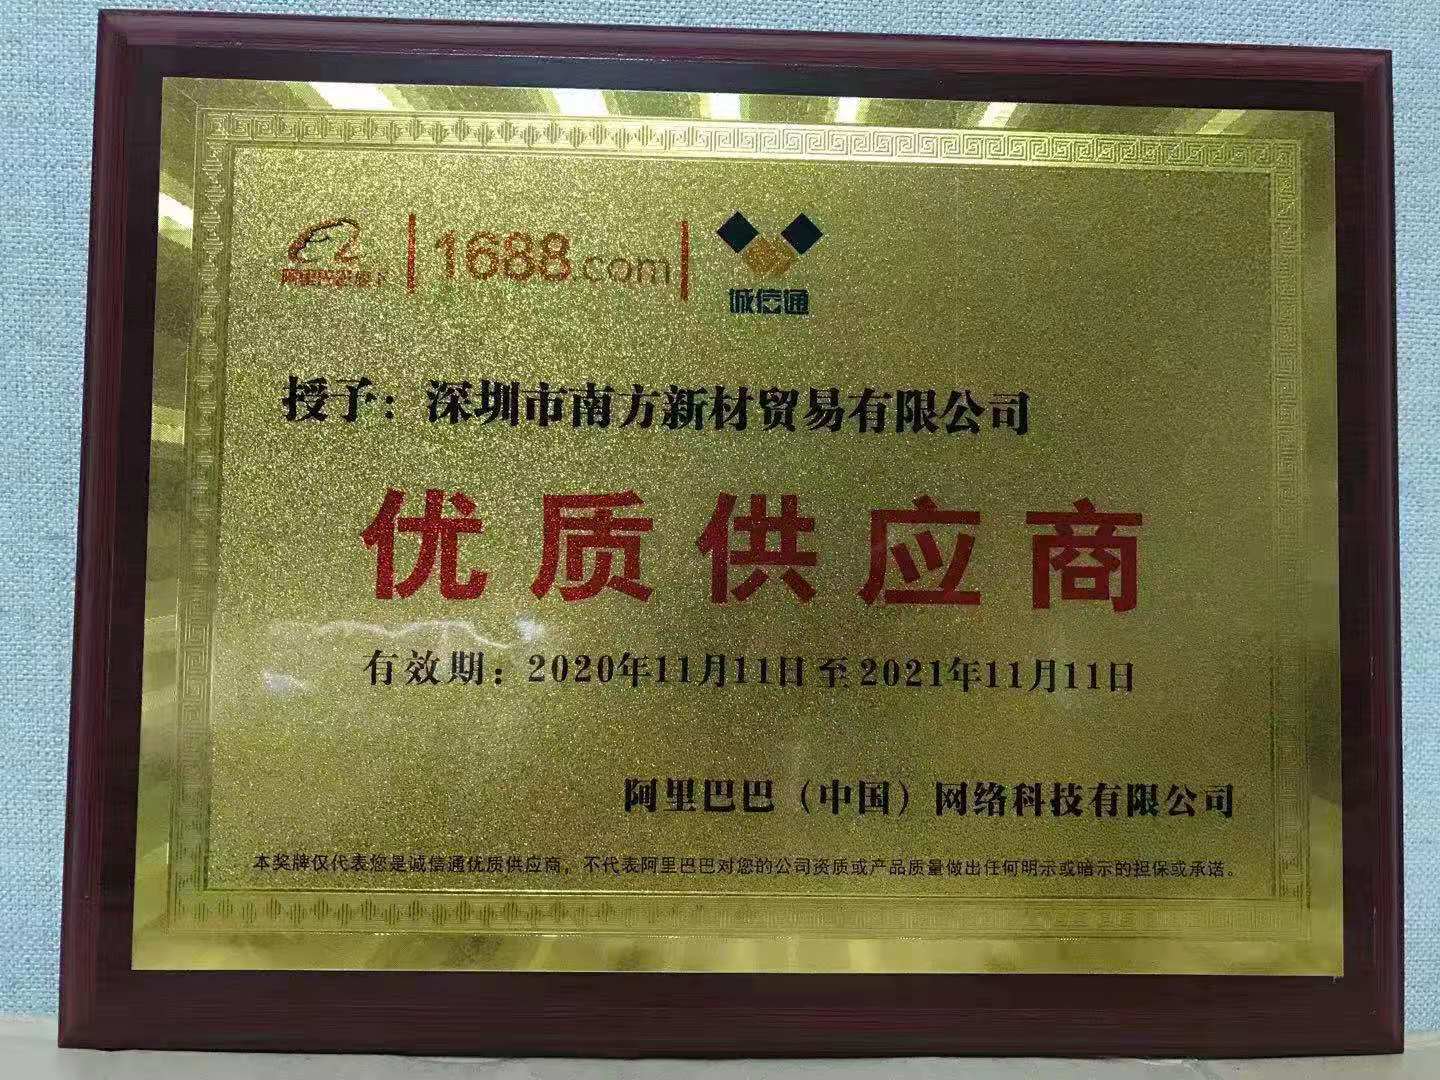 阿里巴巴旗下 1688.com 诚信通
授予：深圳市南方新材贸易有限公司
优质供应商
有效期：2020年11月11日至2021年11月11日
阿里巴巴（中国）网络科技有限公司
本奖牌仅代表您是诚信通优质供应商，不代表阿里巴巴对您的公司资质或产品质量做出任何明示或暗示的担保或承诺。